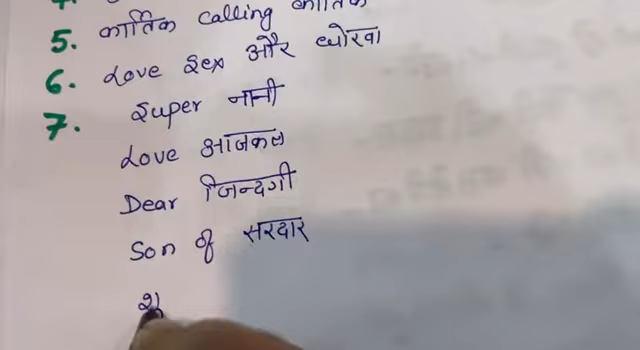 5. कार्तिक calling कार्तिक
6. Love Sex और धोखा
7. Super नानी
Love आजकल
Dear जिन्दगी
Son of सरदार